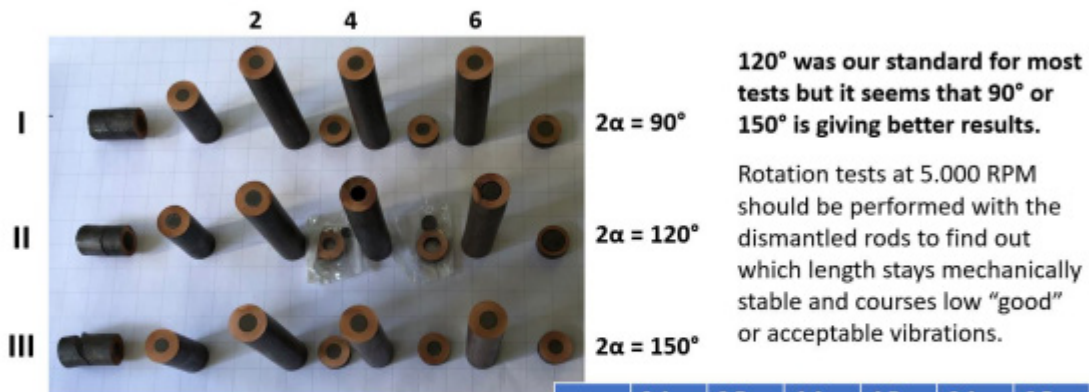 2 4 6
I
2α = 90°
II
2α = 120°
III
2α = 150°
120° was our standard for most
tests but it seems that 90° or
150° is giving better results.
Rotation tests at 5.000 RPM
should be performed with the
dismantled rods to find out
which length stays mechanically
stable and courses low “good”
or acceptable vibrations.